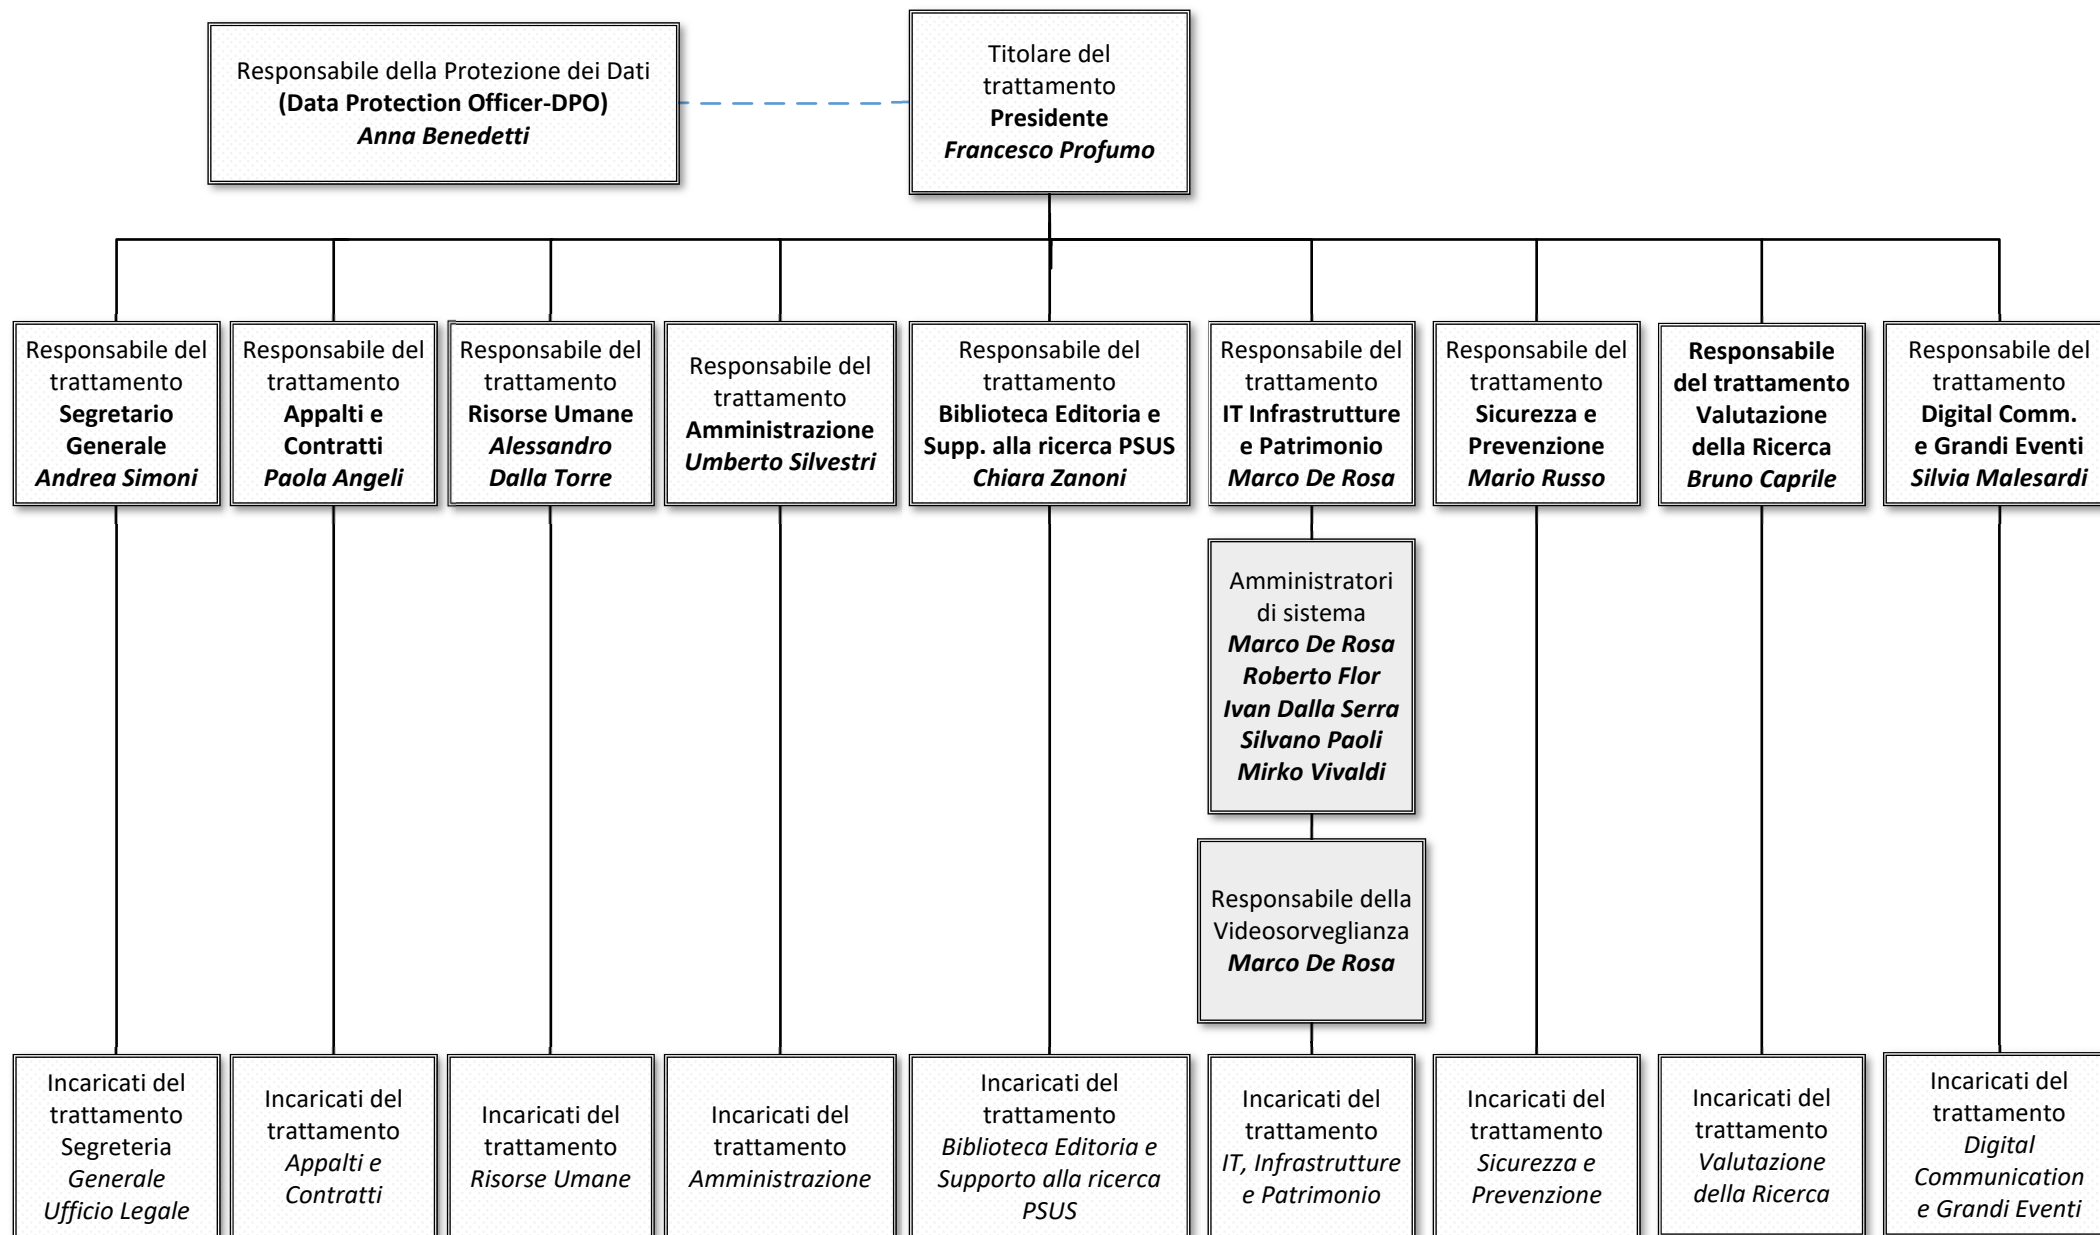 Responsabile della Protezione dei Dati
(Data Protection Officer-DPO)
Anna Benedetti
Titolare del
trattamento
Presidente
Francesco Profumo
Responsabile del
trattamento
Segretario
Generale
Andrea Simoni
Responsabile del
trattamento
Appalti e
Contratti
Paola Angeli
Responsabile del
trattamento
Risorse Umane
Alessandro
Dalla Torre
Responsabile del
trattamento
Amministrazione
Umberto Silvestri
Responsabile del
trattamento
Biblioteca Editoria e
Supp. alla ricerca PSUS
Chiara Zanoni
Responsabile del
trattamento
IT Infrastrutture
e Patrimonio
Marco De Rosa
Responsabile del
trattamento
Sicurezza e
Prevenzione
Mario Russo
Responsabile
del trattamento
Valutazione
della Ricerca
Bruno Caprile
Responsabile del
trattamento
Digital Comm.
e Grandi Eventi
Silvia Malesardi
Amministratori
di sistema
Marco De Rosa
Roberto Flor
Ivan Dalla Serra
Silvano Paoli
Mirko Vivaldi
Responsabile della
Videosorveglianza
Marco De Rosa
Incaricati del
trattamento
Segreteria
Generale
Ufficio Legale
Incaricati del
trattamento
Appalti e
Contratti
Incaricati del
trattamento
Risorse Umane
Incaricati del
trattamento
Amministrazione
Incaricati del
trattamento
Biblioteca Editoria e
Supporto alla ricerca
PSUS
Incaricati del
trattamento
IT, Infrastrutture
e Patrimonio
Incaricati del
trattamento
Sicurezza e
Prevenzione
Incaricati del
trattamento
Valutazione
della Ricerca
Incaricati del
trattamento
Digital
Communication
e Grandi Eventi